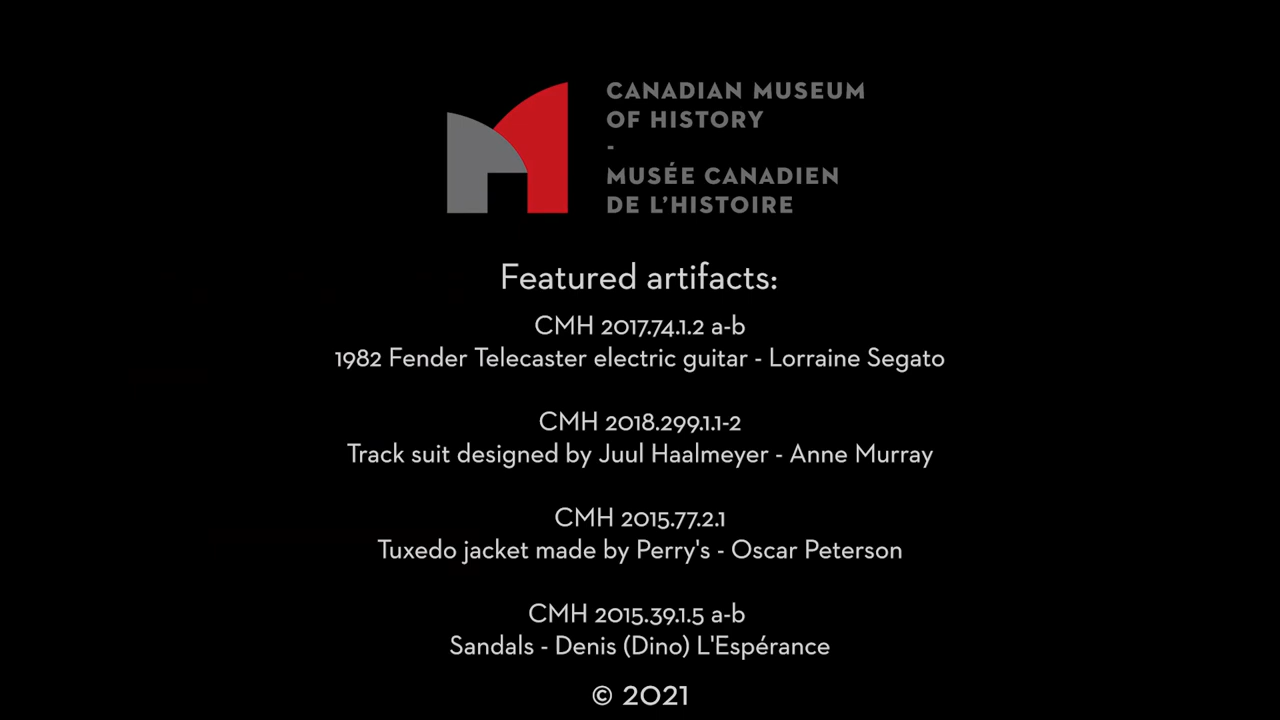 CANADIAN MUSEUM
OF HISTORY
-
MUSÉE CANADIEN
DE L’HISTOIRE
Featured artifacts:
CMH 2017.74.1.2 a-b
1982 Fender Telecaster electric guitar - Lorraine Segato
CMH 2018.299.1.1-2
Track suit designed by Juul Haalmeyer - Anne Murray
CMH 2015.77.2.1
Tuxedo jacket made by Perry's - Oscar Peterson
CMH 2015.39.1.5 a-b
Sandals - Denis (Dino) L'Espérance
© 2021